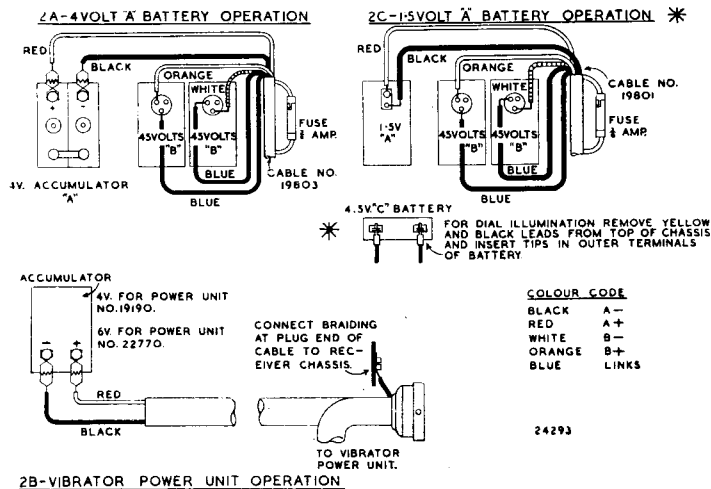 2A-4VOLT "A" BATTERY OPERATION
RED
BLACK
ORANGE
WHITE
+
-
45VOLTS "B"
45VOLTS "B"
FUSE
AMP.
BLUE
BLUE
4V. ACCUMULATOR
"A"
CABLE NO.
19803
2C-1·5VOLT "A" BATTERY OPERATION *
RED
BLACK
ORANGE
WHITE
1·5V
"A"
45VOLTS
"B"
45VOLTS
"B"
CABLE NO.
19801
FUSE
AMP.
BLUE
BLUE
* 4.5V."C" BATTERY
FOR DIAL ILLUMINATION REMOVE YELLOW
AND BLACK LEADS FROM TOP OF CHASSIS
AND INSERT TIPS IN OUTER TERMINALS
OF BATTERY
ACCUMULATOR
4V. FOR POWER UNIT
NO.19190.
6V. FOR POWER UNIT
NO. 22770.
-
+
RED
BLACK
CONNECT BRAIDING
AT PLUG END OF
CABLE TO REC-
EIVER CHASSIS
TO VIBRATOR
POWER UNIT.
COLOUR CODE
BLACK A-
RED A+
WHITE B-
ORANGE B+
BLUE LINKS
24293
2B-VIBRATOR POWER UNIT OPERATION